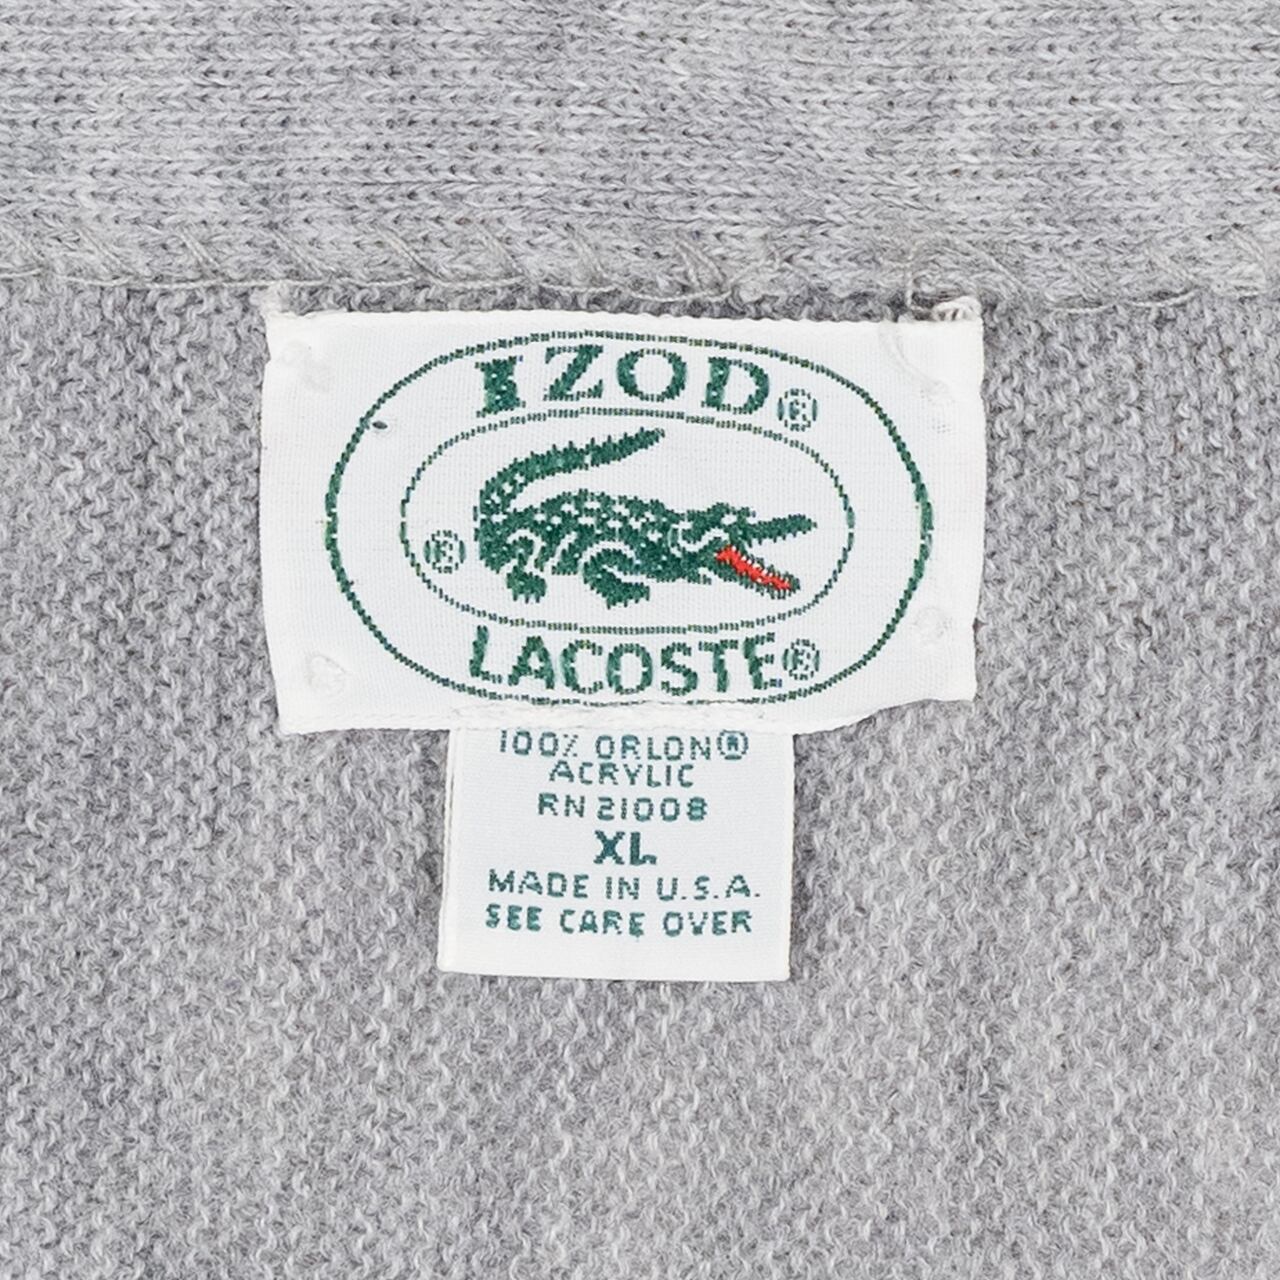 IZOD®
®
LACOSTE®
100% ORLON®
ACRYLIC
RN 21008
XL
MADE IN U.S.A.
SEE CARE OVER